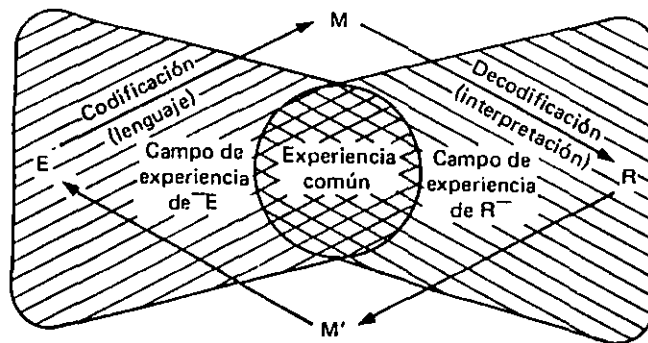 M
Codificación
(lenguaje)
Decodificación
(interpretación)
E
Campo de
experiencia
de E
Experiencia
común
Campo de
experiencia
de R
R
M'